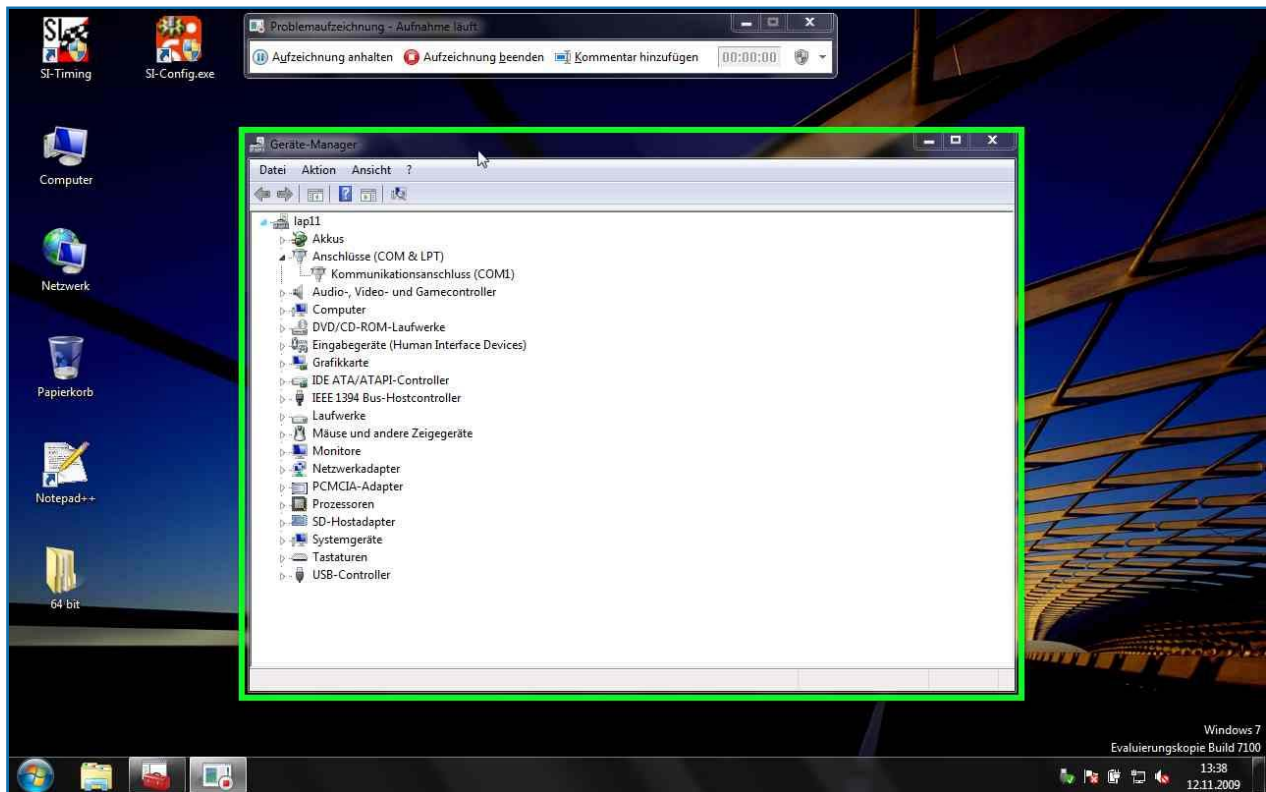 SI-Timing
SI-Config.exe
Problemaufzeichnung - Aufnahme läuft
Aufzeichnung anhalten Aufzeichnung beenden Kommentar hinzufügen 00:00:00
Computer
Netzwerk
Papierkorb
Notepad++
64 bit
Geräte-Manager
Datei Aktion Ansicht ?
lap11
Akkus
Anschlüsse (COM & LPT)
Kommunikationsanschluss (COM1)
Audio-, Video- und Gamecontroller
Computer
DVD/CD-ROM-Laufwerke
Eingabegeräte (Human Interface Devices)
Grafikkarte
IDE ATA/ATAPI-Controller
IEEE 1394 Bus-Hostcontroller
Laufwerke
Mäuse und andere Zeigegeräte
Monitore
Netzwerkadapter
PCMCIA-Adapter
Prozessoren
SD-Hostadapter
Systemgeräte
Tastaturen
USB-Controller
Windows 7
Evaluierungskopie Build 7100
13:38
12.11.2009